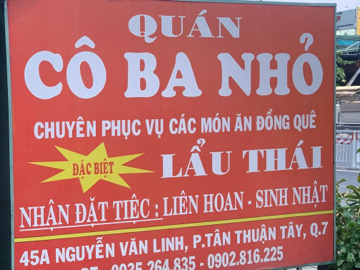 QUÁN
CÔ BA NHỎ
CHUYÊN PHỤC VỤ CÁC MÓN ĂN ĐỒNG QUÊ
ĐẶC BIỆT LẨU THÁI
NHẬN ĐẶT TIỆC : LIÊN HOAN - SINH NHẬT
45A NGUYỄN VĂN LINH, P.TÂN THUẬN TÂY, Q.7
0935.264.835 - 0902.816.225